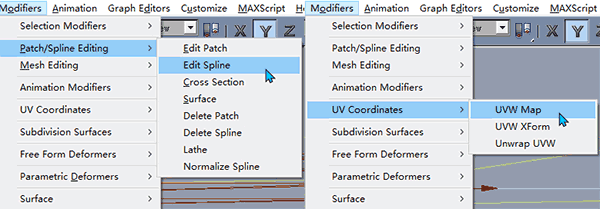 Modifiers Animation Graph Editors Customize MAXScript H
Selection Modifiers
Patch/Spline Editing
Mesh Editing
Animation Modifiers
UV Coordinates
Subdivision Surfaces
Free Form Deformers
Parametric Deformers
Surface
X Y Z
Edit Patch
Edit Spline
Cross Section
Surface
Delete Patch
Delete Spline
Lathe
Normalize Spline
Modifiers Animation Graph Editors Customize MAXScript
Selection Modifiers
Patch/Spline Editing
Mesh Editing
Animation Modifiers
UV Coordinates
Subdivision Surfaces
Free Form Deformers
Parametric Deformers
Surface
X Y Z
UVW Map
UVW XForm
Unwrap UVW